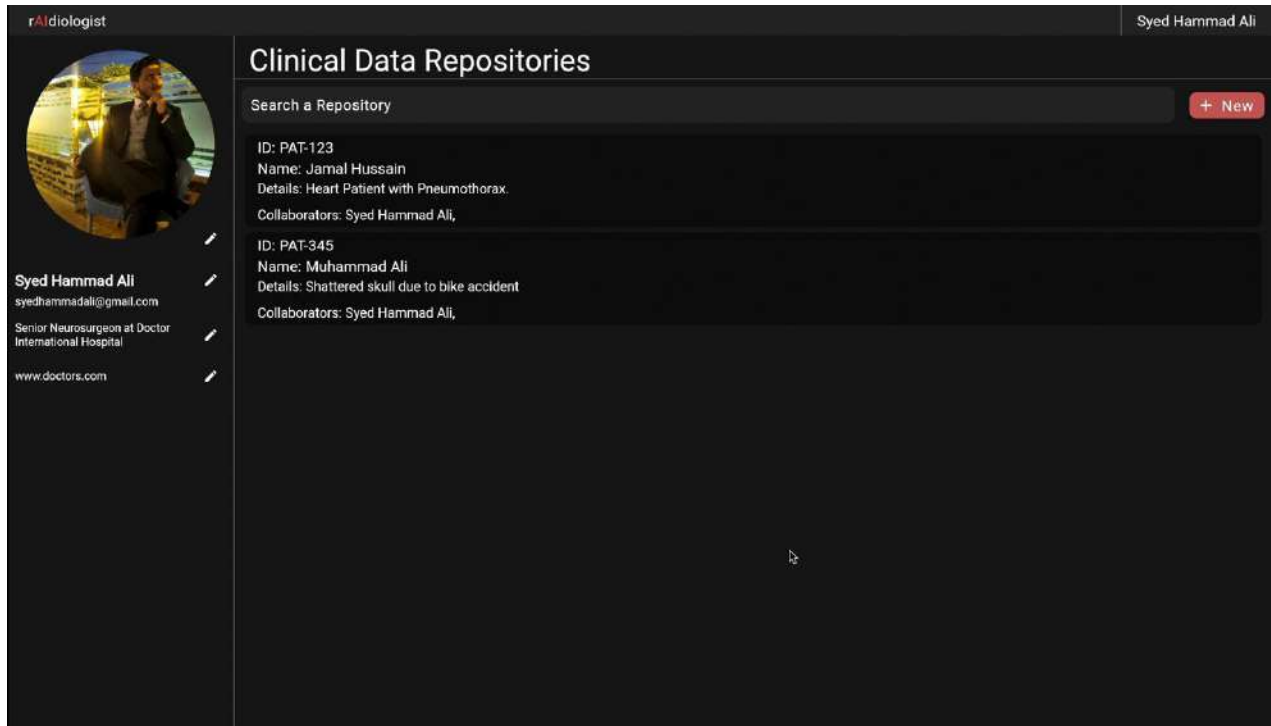 rAIdiologist
Syed Hammad Ali
Clinical Data Repositories
Search a Repository
+ New
ID: PAT-123
Name: Jamal Hussain
Details: Heart Patient with Pneumothorax.
Collaborators: Syed Hammad Ali,
ID: PAT-345
Name: Muhammad Ali
Details: Shattered skull due to bike accident
Collaborators: Syed Hammad Ali,
Syed Hammad Ali
syedhammadali@gmail.com
Senior Neurosurgeon at Doctor
International Hospital
www.doctors.com